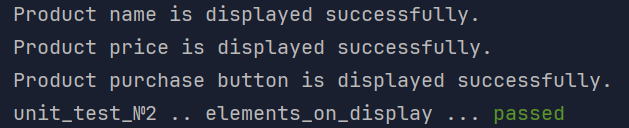 Product name is displayed successfully.
Product price is displayed successfully.
Product purchase button is displayed successfully.
unit_test_№2 .. elements_on_display ... passed